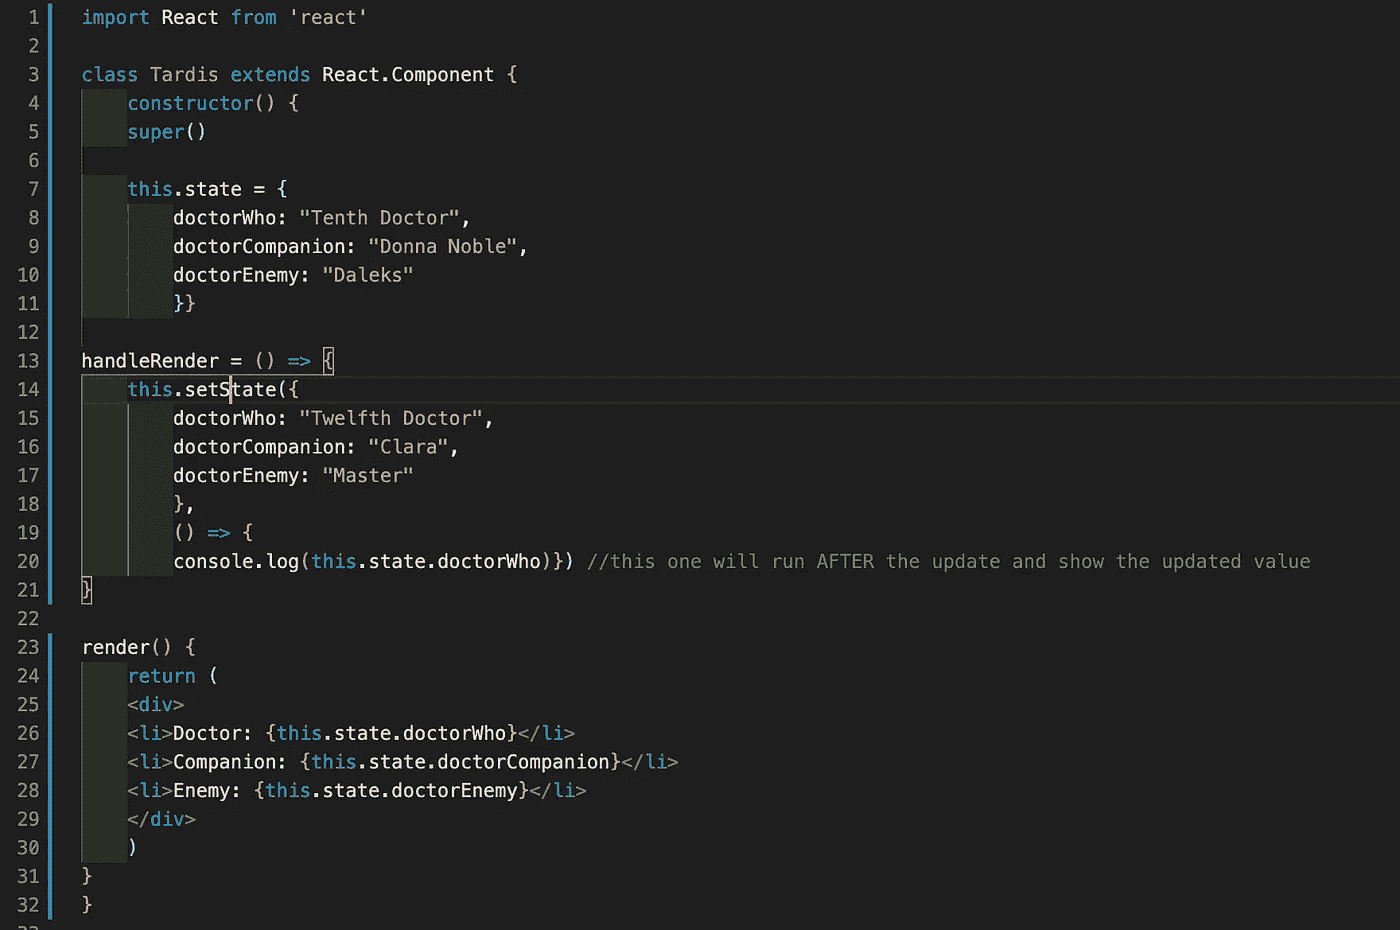 1 import React from 'react'
2
3 class Tardis extends React.Component {
4 constructor() {
5 super()
6
7 this.state = {
8 doctorWho: "Tenth Doctor",
9 doctorCompanion: "Donna Noble",
10 doctorEnemy: "Daleks"
11 }}
12
13 handleRender = () => {
14 this.setState({
15 doctorWho: "Twelfth Doctor",
16 doctorCompanion: "Clara",
17 doctorEnemy: "Master"
18 },
19 () => {
20 console.log(this.state.doctorWho)}) //this one will run AFTER the update and show the updated value
21 }
22
23 render() {
24 return (
25 <div>
26 <li>Doctor: {this.state.doctorWho}</li>
27 <li>Companion: {this.state.doctorCompanion}</li>
28 <li>Enemy: {this.state.doctorEnemy}</li>
29 </div>
30 )
31 }
32 }